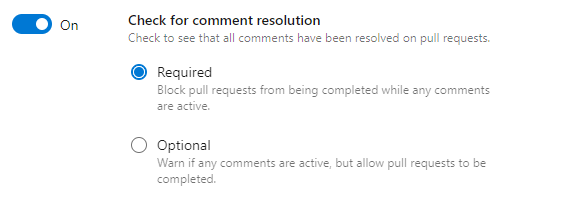 On
Check for comment resolution
Check to see that all comments have been resolved on pull requests.
Required
Block pull requests from being completed while any comments
are active.
Optional
Warn if any comments are active, but allow pull requests to be
completed.